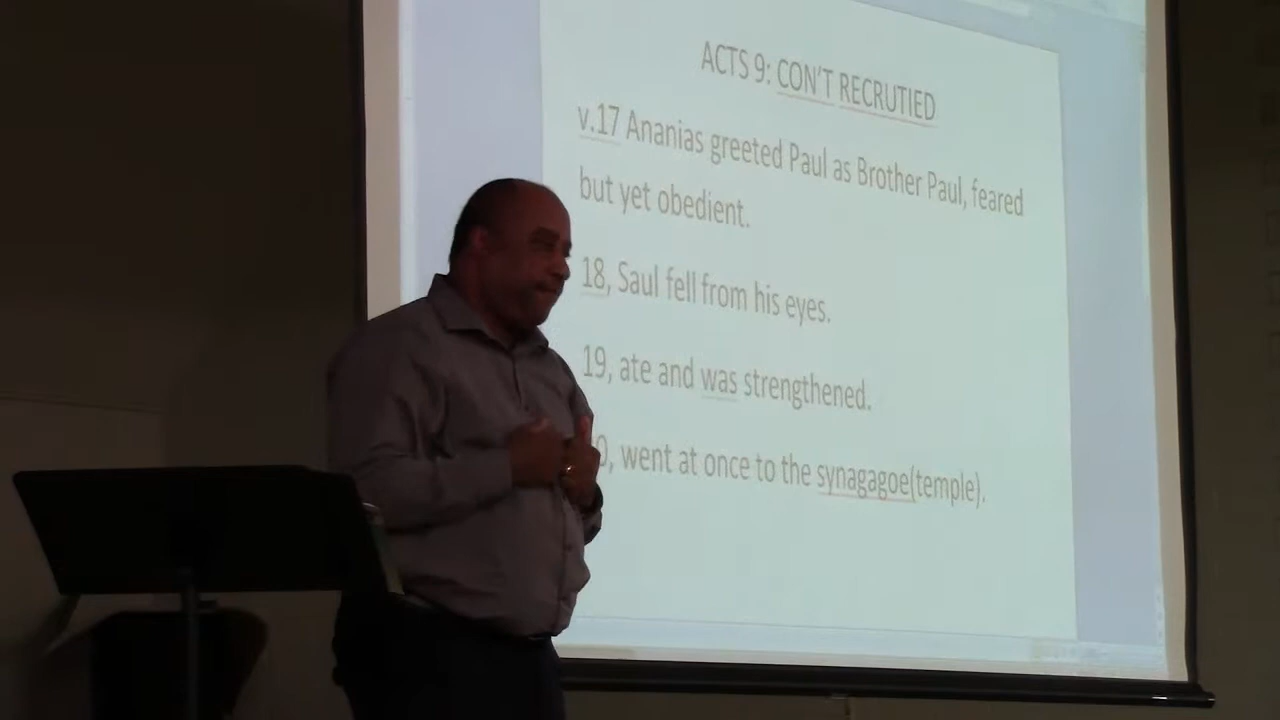 ACTS 9: CON'T RECRUTIED
v.17 Ananias greeted Paul as Brother Paul, feared
but yet obedient.
18, Saul fell from his eyes.
19, ate and was strengthened.
0, went at once to the synagagoe(temple).